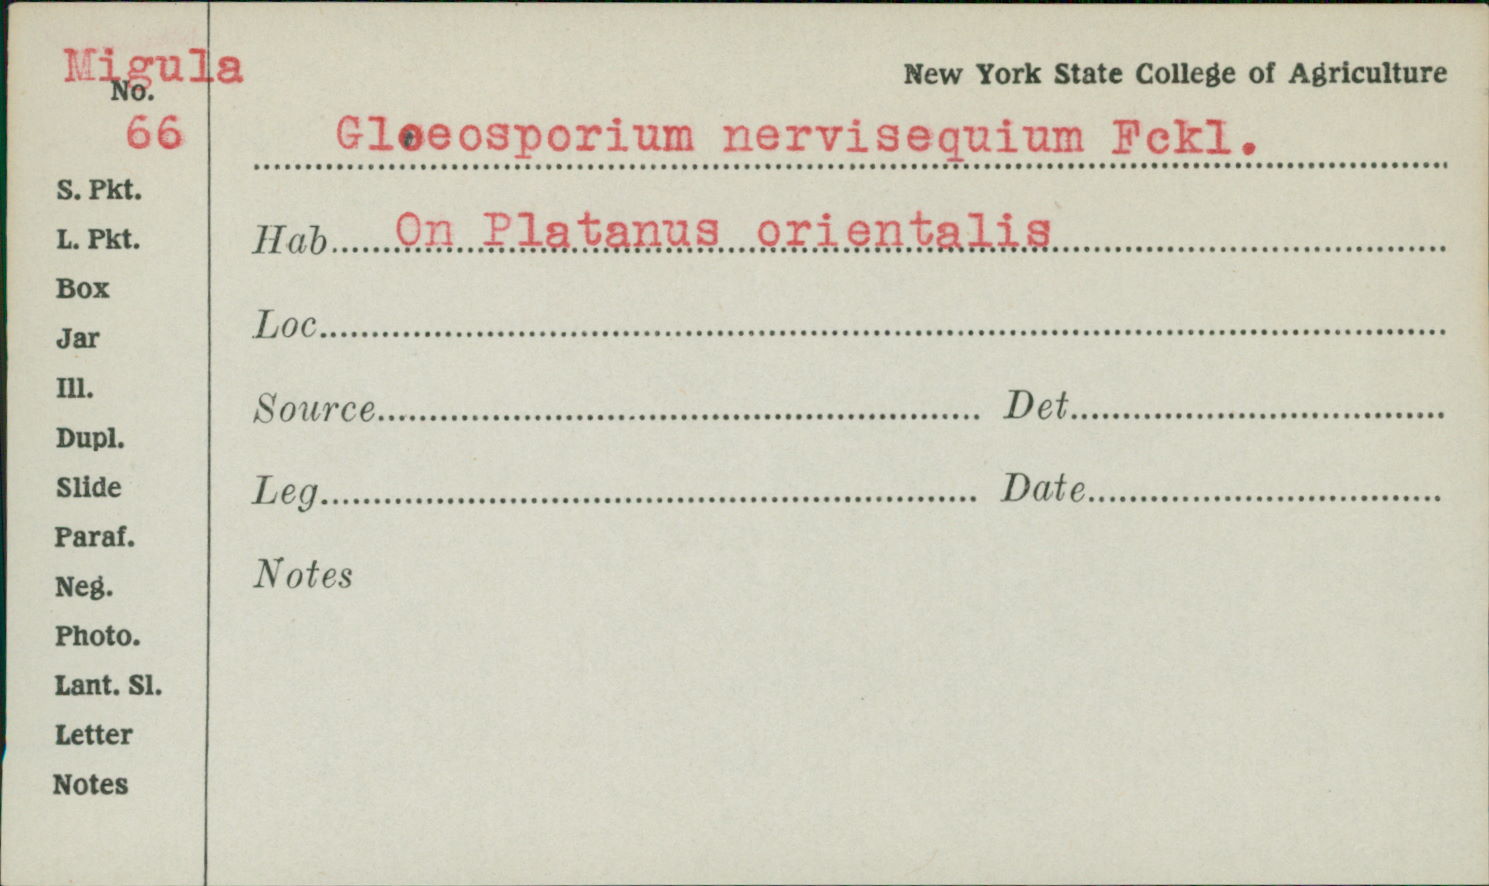 Migula
No.
66
New York State College of Agriculture
Gloeosporium nervisequium Fckl.
S. Pkt.
L. Pkt.
Box
Jar
Ill.
Dupl.
Slide
Paraf.
Neg.
Photo.
Lant. Sl.
Letter
Notes
Hab......On Platanus orientalis
Loc.
Source
Det.
Leg.
Date
Notes